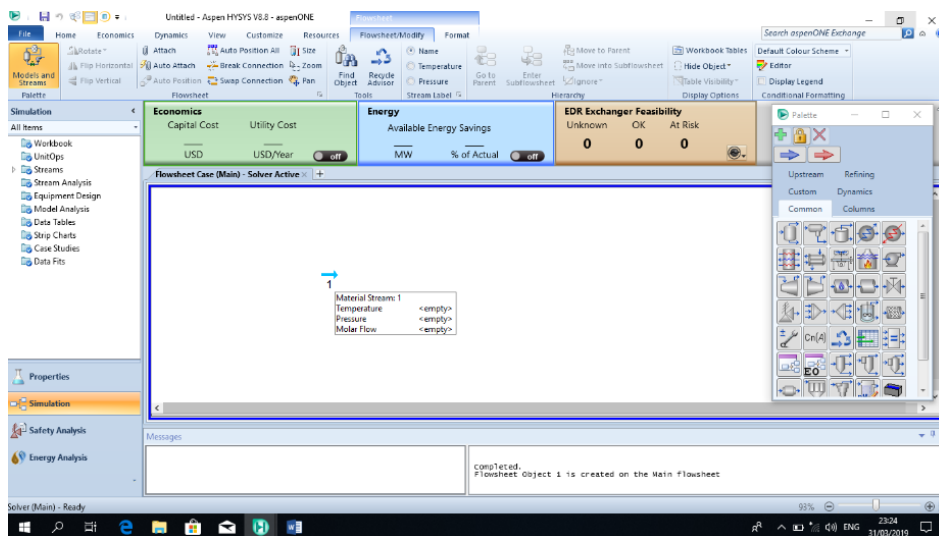 Untitled - Aspen HYSYS V8.8 - aspenONE
Flowsheet
File Home Economics Dynamics View Customize Resources Flowsheet/Modify Format
Search aspenONE Exchange
Models and Streams
Rotate
Flip Horizontal
Flip Vertical
Palette
Attach
Auto Attach
Auto Position
Auto Position All
Break Connection
Swap Connection
Size
Zoom
Pan
Flowsheet
Find Object
Recycle Advisor
Tools
Name
Temperature
Pressure
Stream Label
Go to Parent
Enter Subflowsheet
Move to Parent
Move into Subflowsheet
Ignore
Hierarchy
Workbook Tables
Hide Object
Table Visibility
Display Options
Default Colour Scheme
Editor
Display Legend
Conditional Formatting
Simulation <
All Items
Workbook
UnitOps
Streams
Stream Analysis
Equipment Design
Model Analysis
Data Tables
Strip Charts
Case Studies
Data Fits
Properties
Simulation
Safety Analysis
Energy Analysis
Economics
Capital Cost Utility Cost
USD USD/Year off
Energy
Available Energy Savings
MW % of Actual off
EDR Exchanger Feasibility
Unknown OK At Risk
0 0 0
Flowsheet Case (Main) - Solver Active × +
1
Material Stream: 1
Temperature <empty>
Pressure <empty>
Molar Flow <empty>
Palette
Upstream Refining
Custom Dynamics
Common Columns
Cn(A)
EO
Messages
Completed.
Flowsheet Object 1 is created on the Main flowsheet
Solver (Main) - Ready
93%
ENG
23:24
31/03/2019